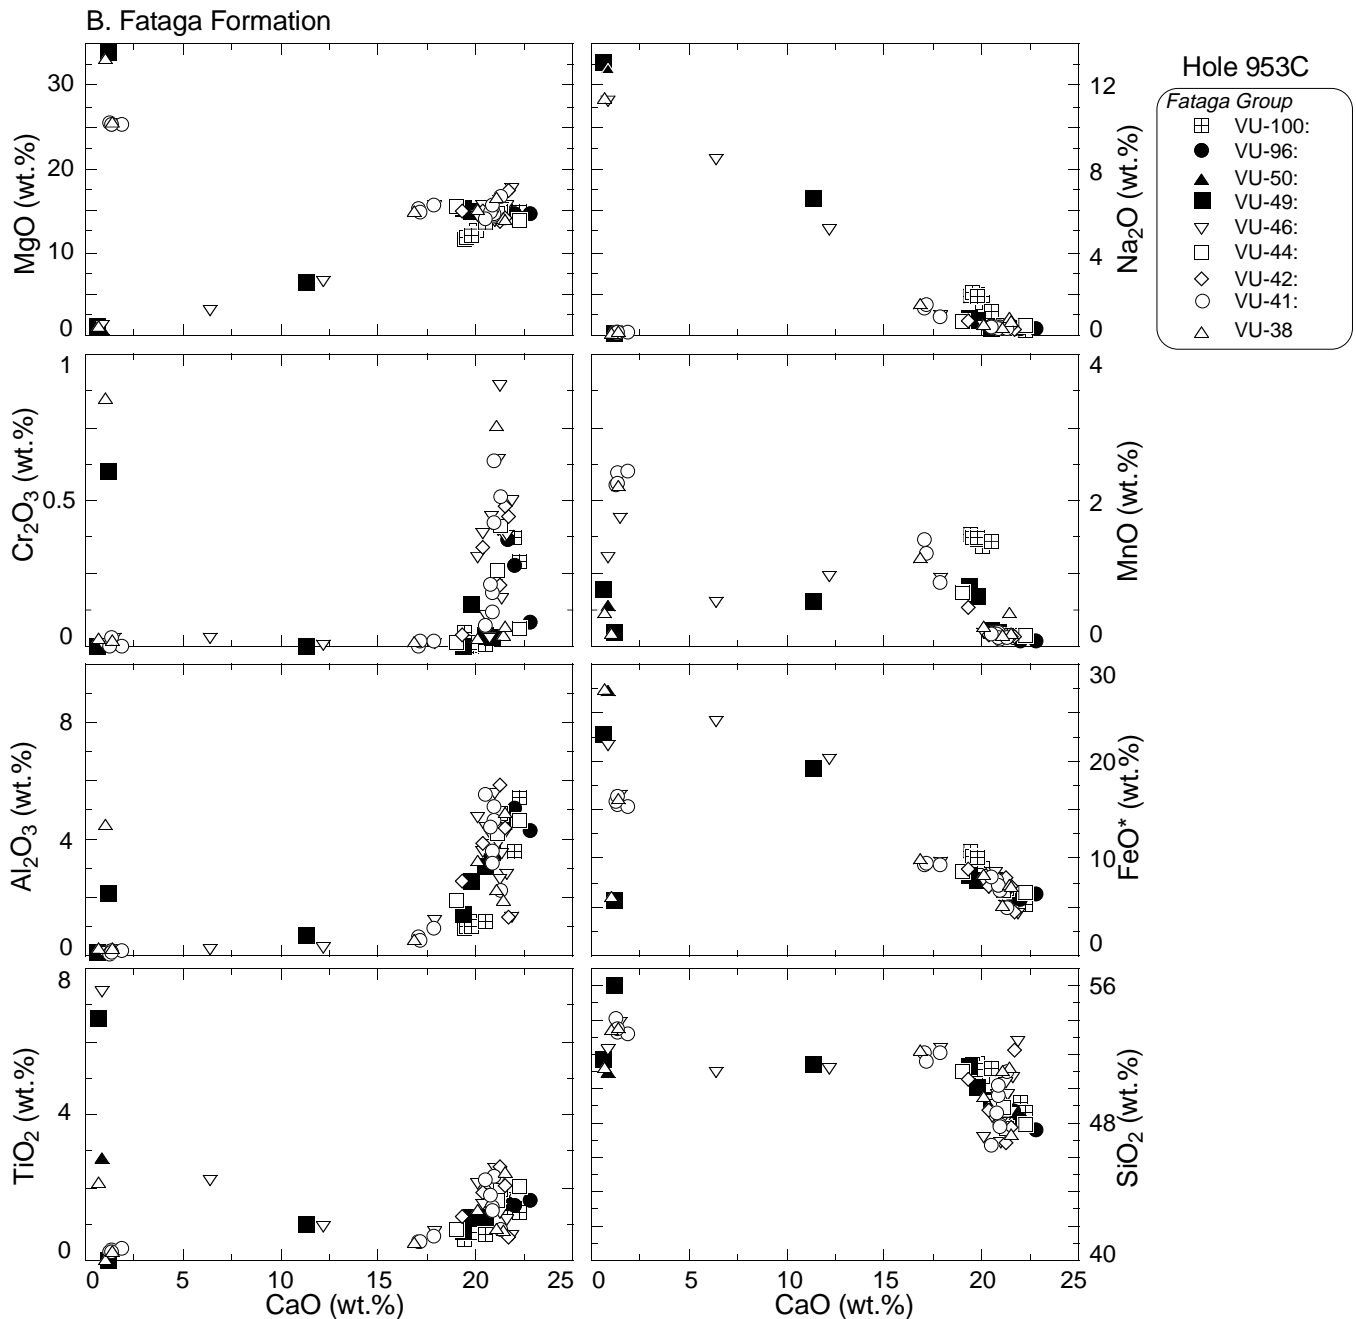 B. Fataga Formation
Hole 953C
Fataga Group
VU-100:
VU-96:
VU-50:
VU-49:
VU-46:
VU-44:
VU-42:
VU-41:
VU-38
MgO (wt.%)
30
20
10
0
Na₂O (wt.%)
12
8
4
0
Cr₂O₃ (wt.%)
1
0.5
0
MnO (wt.%)
4
2
0
Al₂O₃ (wt.%)
8
4
0
FeO* (wt.%)
30
20
10
0
TiO₂ (wt.%)
8
4
0
SiO₂ (wt.%)
56
48
40
0 5 10 15 20 25
CaO (wt.%)
0 5 10 15 20 25
CaO (wt.%)